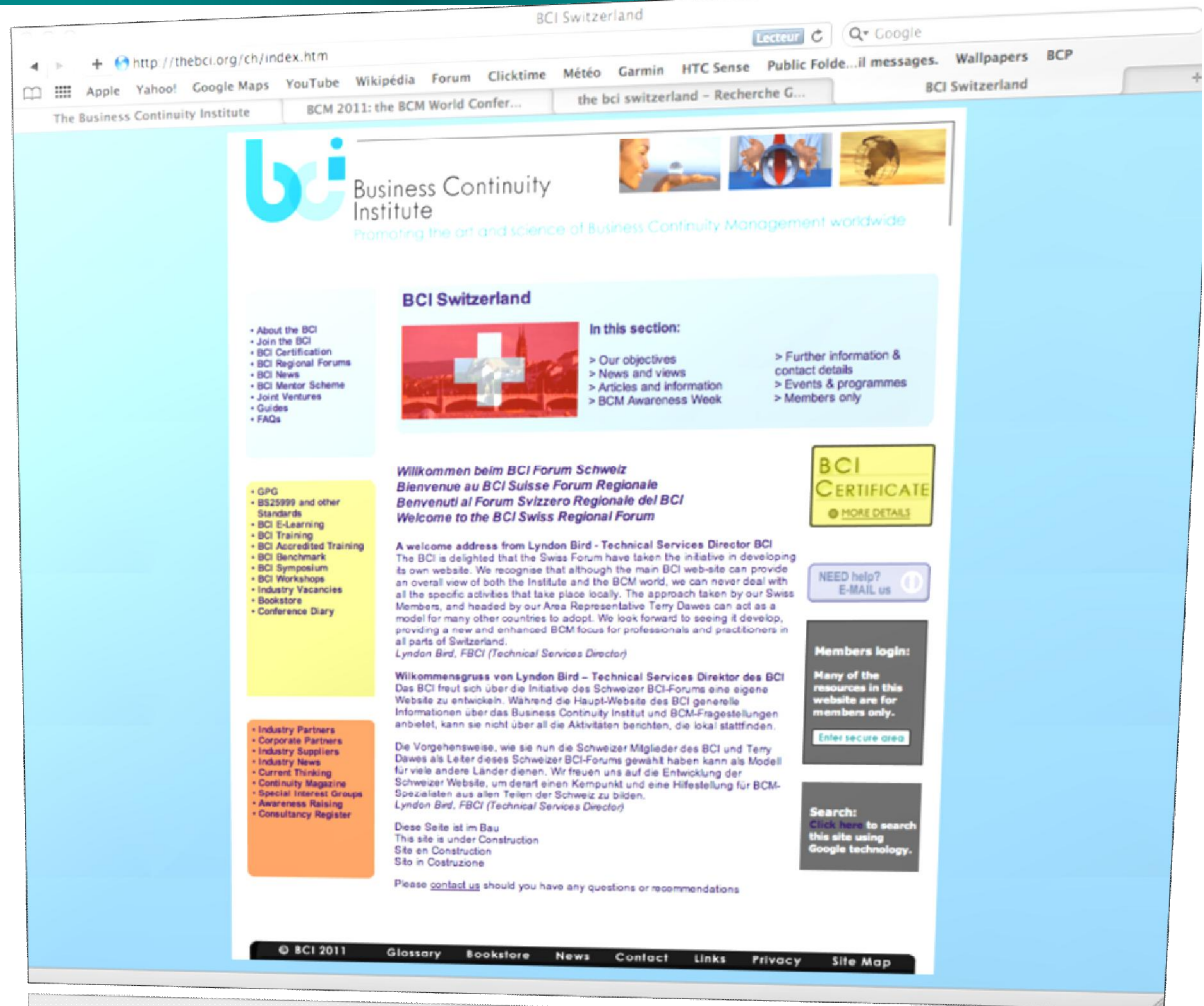 BCI Switzerland
http://thebci.org/ch/index.htm
Lecteur
Google
Apple Yahoo! Google Maps YouTube Wikipédia Forum Clicktime Météo Garmin HTC Sense Public Folde...il messages. Wallpapers BCP
The Business Continuity Institute
BCM 2011: the BCM World Confer...
the bci switzerland – Recherche G...
BCI Switzerland
bci
Business Continuity
Institute
Promoting the art and science of Business Continuity Management worldwide
• About the BCI
• Join the BCI
• BCI Certification
• BCI Regional Forums
• BCI News
• BCI Mentor Scheme
• Joint Ventures
• Guides
• FAQs
BCI Switzerland
In this section:
> Our objectives
> News and views
> Articles and information
> BCM Awareness Week
> Further information &
contact details
> Events & programmes
> Members only
• GPG
• BS25999 and other
Standards
• BCI E-Learning
• BCI Training
• BCI Accredited Training
• BCI Benchmark
• BCI Symposium
• BCI Workshops
• Industry Vacancies
• Bookstore
• Conference Diary
• Industry Partners
• Corporate Partners
• Industry Suppliers
• Industry News
• Current Thinking
• Continuity Magazine
• Special Interest Groups
• Awareness Raising
• Consultancy Register
Willkommen beim BCI Forum Schweiz
Bienvenue au BCI Suisse Forum Regionale
Benvenuti al Forum Svizzero Regionale del BCI
Welcome to the BCI Swiss Regional Forum
A welcome address from Lyndon Bird - Technical Services Director BCI
The BCI is delighted that the Swiss Forum have taken the initiative in developing
its own website. We recognise that although the main BCI web-site can provide
an overall view of both the Institute and the BCM world, we can never deal with
all the specific activities that take place locally. The approach taken by our Swiss
Members, and headed by our Area Representative Terry Dawes can act as a
model for many other countries to adopt. We look forward to seeing it develop,
providing a new and enhanced BCM focus for professionals and practitioners in
all parts of Switzerland.
Lyndon Bird, FBCI (Technical Services Director)
Wilkommensgruss von Lyndon Bird – Technical Services Direktor des BCI
Das BCI freut sich über die Initiative des Schweizer BCI-Forums eine eigene
Website zu entwickeln. Während die Haupt-Website des BCI generelle
Informationen über das Business Continuity Institut und BCM-Fragestellungen
anbietet, kann sie nicht über all die Aktivitäten berichten, die lokal stattfinden.
Die Vorgehensweise, wie sie nun die Schweizer Mitglieder des BCI und Terry
Dawes als Leiter dieses Schweizer BCI-Forums gewählt haben kann als Modell
für viele andere Länder dienen. Wir freuen uns auf die Entwicklung der
Schweizer Website, um derart einen Kernpunkt und eine Hilfestellung für BCM-
Spezialisten aus allen Teilen der Schweiz zu bilden.
Lyndon Bird, FBCI (Technical Services Director)
Diese Seite ist im Bau
This site is under Construction
Site en Construction
Sito in Costruzione
Please contact us should you have any questions or recommendations
BCI
CERTIFICATE
MORE DETAILS
NEED help?
E-MAIL us
Members login:
Many of the
resources in this
website are for
members only.
Enter secure area
Search:
Click here to search
this site using
Google technology.
© BCI 2011 Glossary Bookstore News Contact Links Privacy Site Map